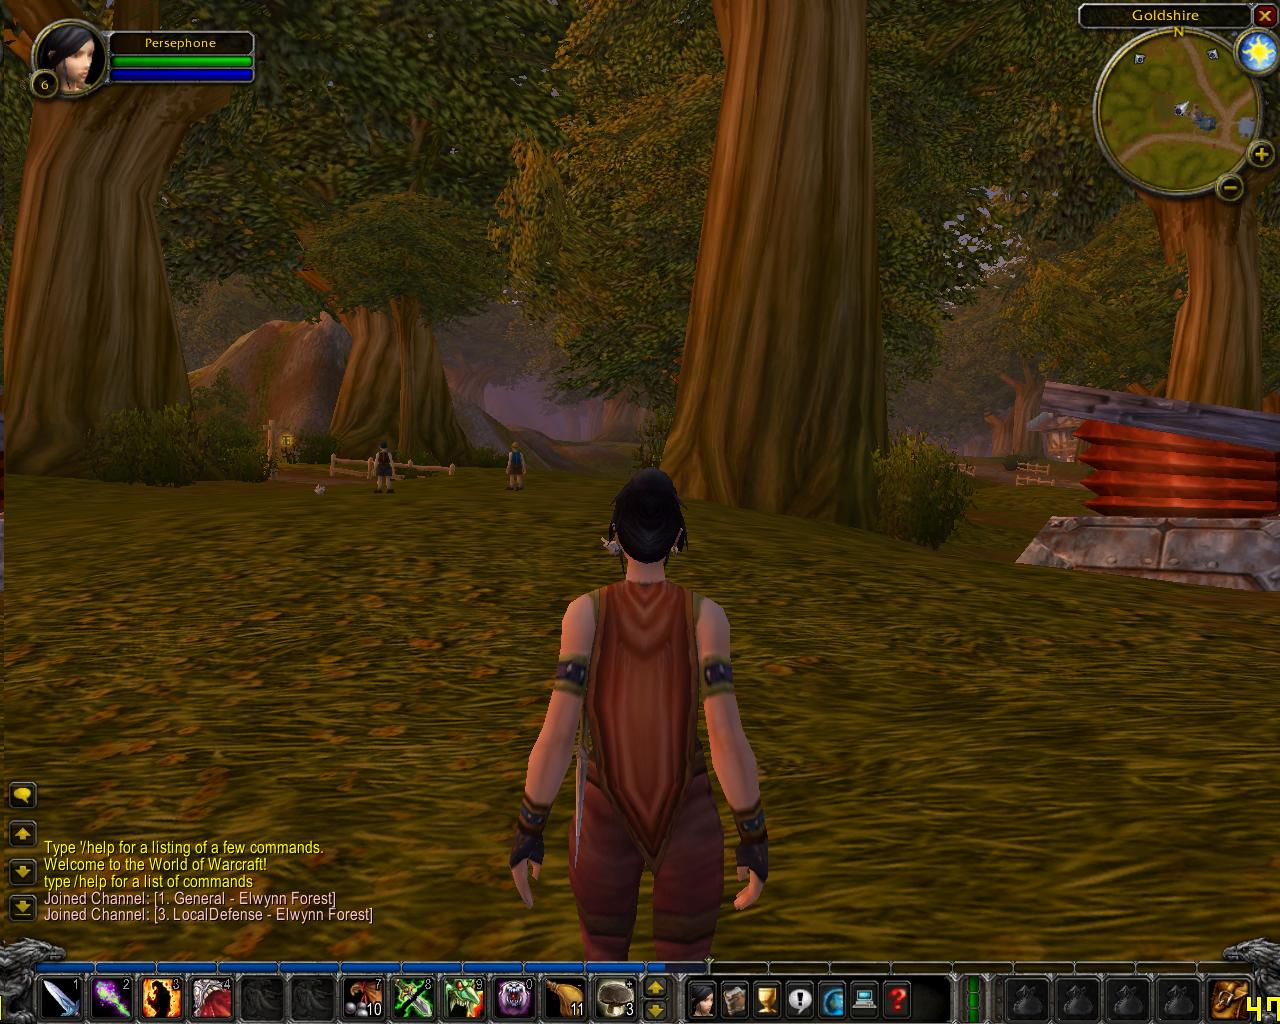 Persephone
6
Goldshire
N
Type '/help for a listing of a few commands.
Welcome to the World of Warcraft!
type /help for a list of commands
Joined Channel: [1. General - Elwynn Forest]
Joined Channel: [3. LocalDefense - Elwynn Forest]
1 2 3 4 7 8 9 0 -
10 11 3
47